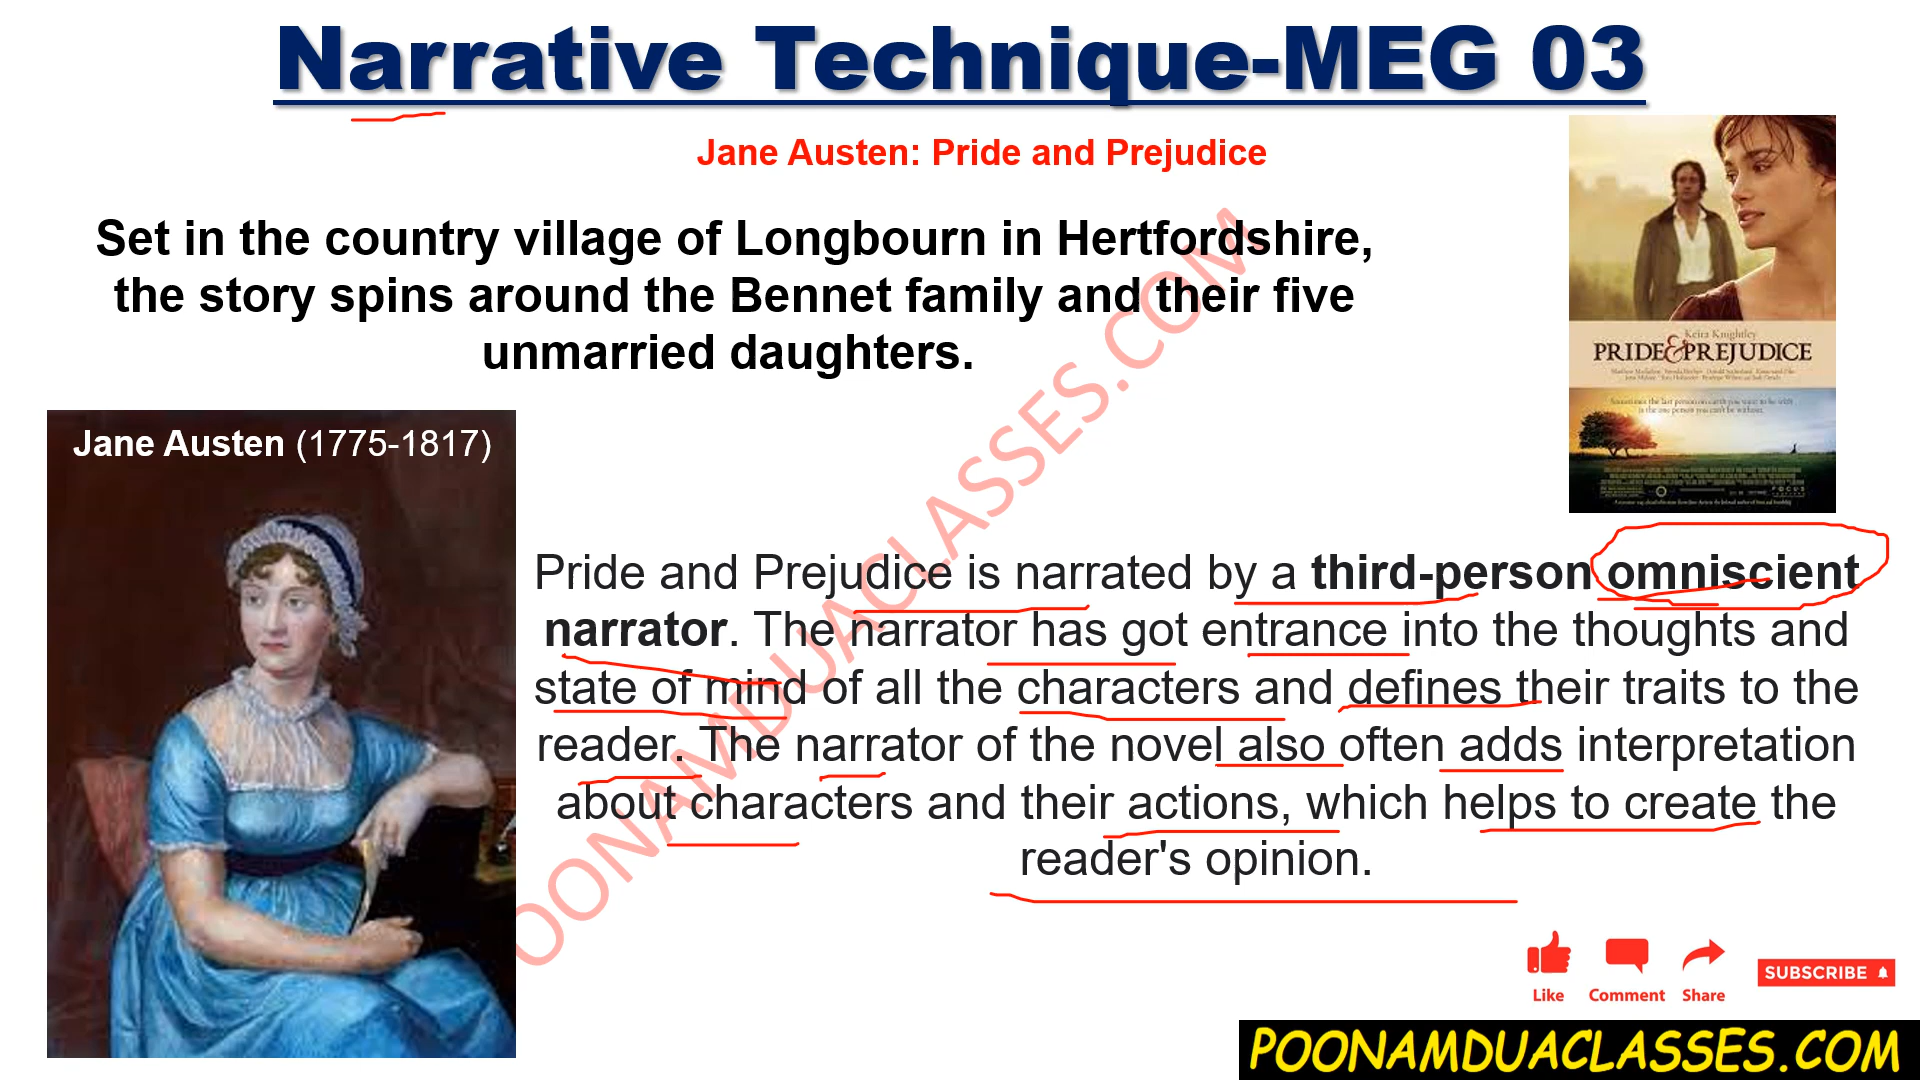 Narrative Technique-MEG 03
Jane Austen: Pride and Prejudice
Set in the country village of Longbourn in Hertfordshire,
the story spins around the Bennet family and their five
unmarried daughters.
Keira Knightley
PRIDE & PREJUDICE
Jane Austen (1775-1817)
Pride and Prejudice is narrated by a third-person omniscient
narrator. The narrator has got entrance into the thoughts and
state of mind of all the characters and defines their traits to the
reader. The narrator of the novel also often adds interpretation
about characters and their actions, which helps to create the
reader's opinion.
OONAMDUACLASSES.COM
Like Comment Share
SUBSCRIBE
POONAMDUACLASSES.COM